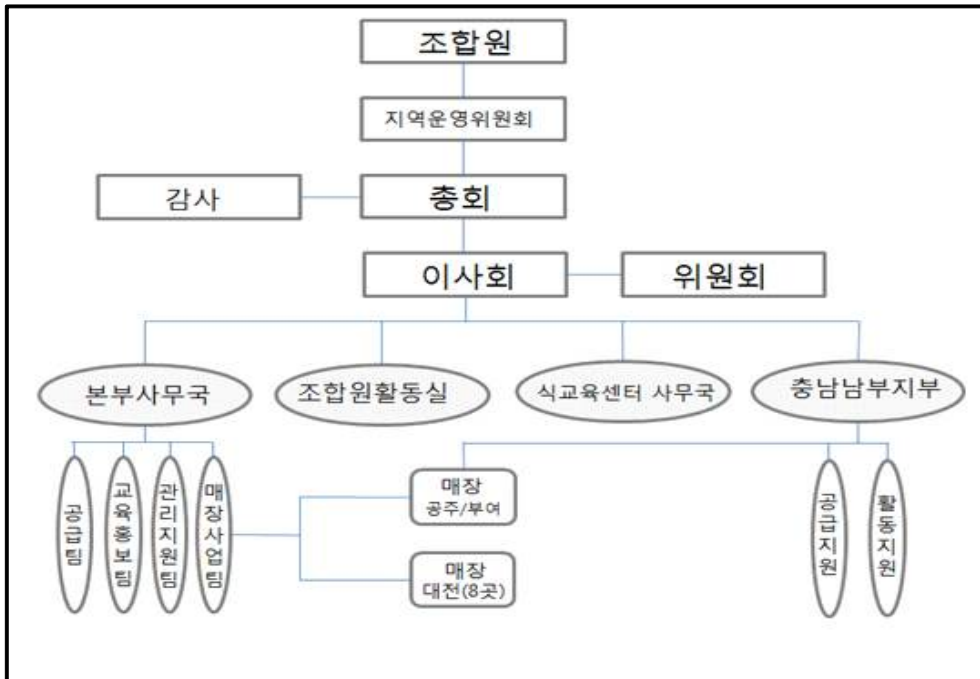 조합원
지역운영위원회
감사
총회
이사회
위원회
본부사무국
조합원활동실
식교육센터 사무국
충남남부지부
공급팀
교육홍보팀
관리지원팀
매장사업팀
매장
공주/부여
매장
대전(8곳)
공급지원
활동지원